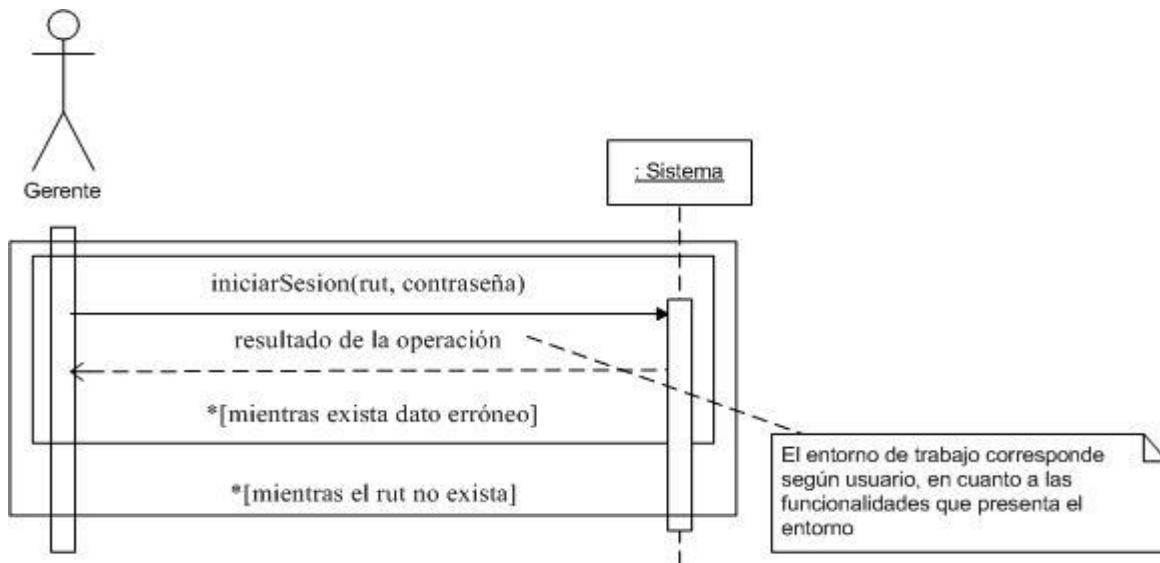 Gerente
: Sistema
iniciarSesion(rut, contraseña)
resultado de la operación
*[mientras exista dato erróneo]
*[mientras el rut no exista]
El entorno de trabajo corresponde
según usuario, en cuanto a las
funcionalidades que presenta el
entorno